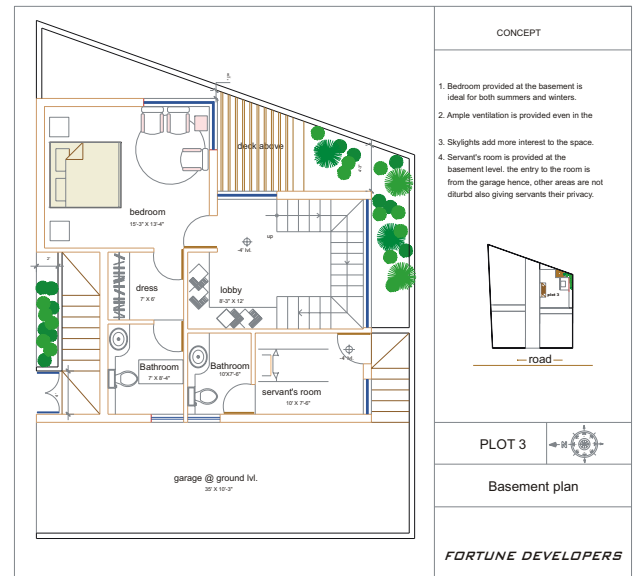 CONCEPT
1. Bedroom provided at the basement is
ideal for both summers and winters.
2. Ample ventilation is provided even in the
3. Skylights add more interest to the space.
4. Servant's room is provided at the
basement level. the entry to the room is
from the garage hence, other areas are not
diturbd also giving servants their privacy.
deck above
bedroom
15'-3" X 13'-4"
up
-4' lvl.
2'
dress
7' X 6'
lobby
8'-3" X 12'
Bathroom
7' X 6'-4"
Bathroom
servant's room
10' X 7'-6"
-4' lvl.
garage @ ground lvl.
35' X 10'-3"
plot 3
road
PLOT 3
N
Basement plan
FORTUNE DEVELOPERS